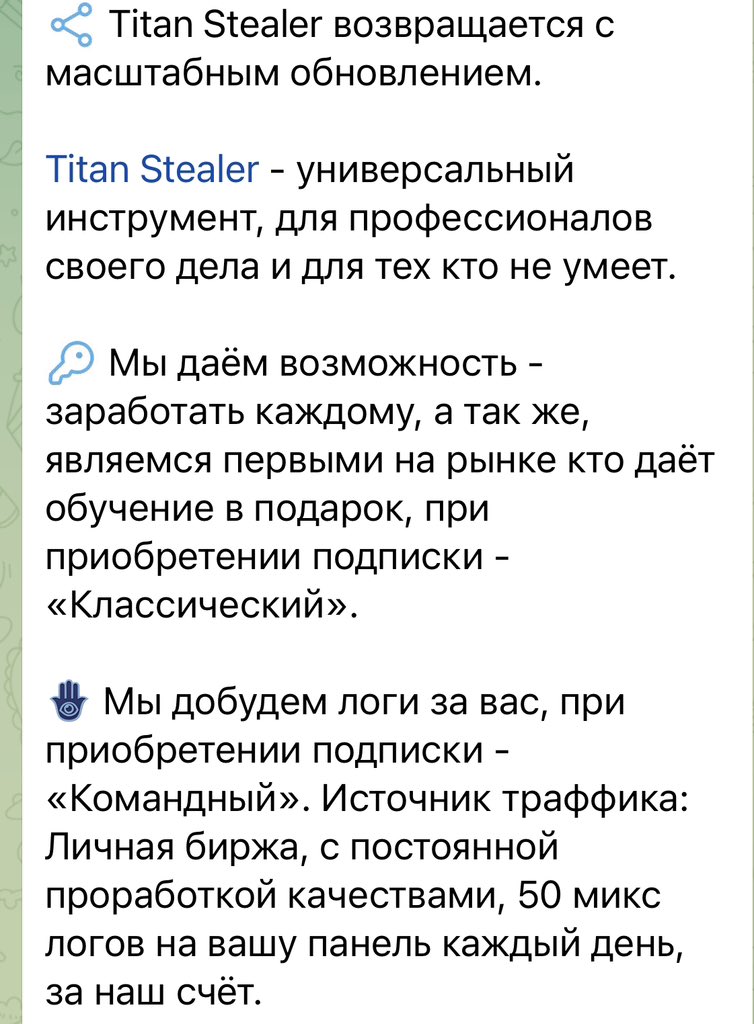 Titan Stealer возвращается с
масштабным обновлением.
Titan Stealer - универсальный
инструмент, для профессионалов
своего дела и для тех кто не умеет.
Мы даём возможность -
заработать каждому, а так же,
являемся первыми на рынке кто даёт
обучение в подарок, при
приобретении подписки -
«Классический».
Мы добудем логи за вас, при
приобретении подписки -
«Командный». Источник траффика:
Личная биржа, с постоянной
проработкой качествами, 50 микс
логов на вашу панель каждый день,
за наш счёт.